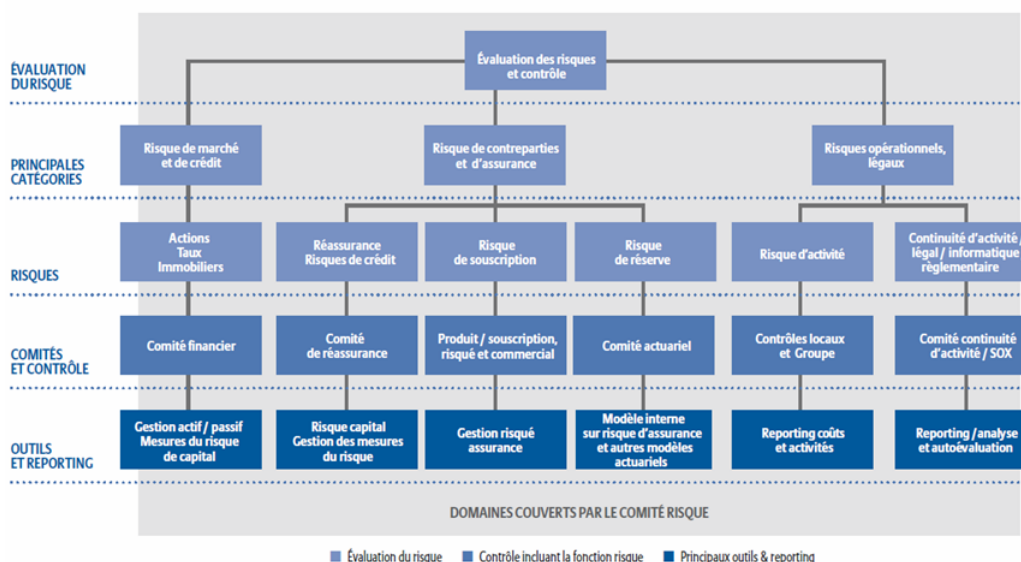 Évaluation des risques
et contrôle
ÉVALUATION
DU RISQUE
Risque de marché
et de crédit
Risque de contreparties
et d'assurance
Risques opérationnels,
légaux
PRINCIPALES
CATÉGORIES
Actions
Taux
Immobiliers
Réassurance
Risques de crédit
Risque
de souscription
Risque
de réserve
Risque d'activité
Continuité d'activité /
légal / informatique
règlementaire
RISQUES
Comité financier
Comité
de réassurance
Produit / souscription,
risqué et commercial
Comité actuariel
Contrôles locaux
et Groupe
Comité continuité
d'activité / SOX
COMITÉS
ET CONTRÔLE
Gestion actif / passif
Mesures du risque
de capital
Risque capital
Gestion des mesures
du risque
Gestion risqué
assurance
Modèle interne
sur risque d'assurance
et autres modèles
actuariels
Reporting coûts
et activités
Reporting / analyse
et autoévaluation
OUTILS
ET REPORTING
DOMAINES COUVERTS PAR LE COMITÉ RISQUE
Évaluation du risque
Contrôle incluant la fonction risque
Principaux outils & reporting